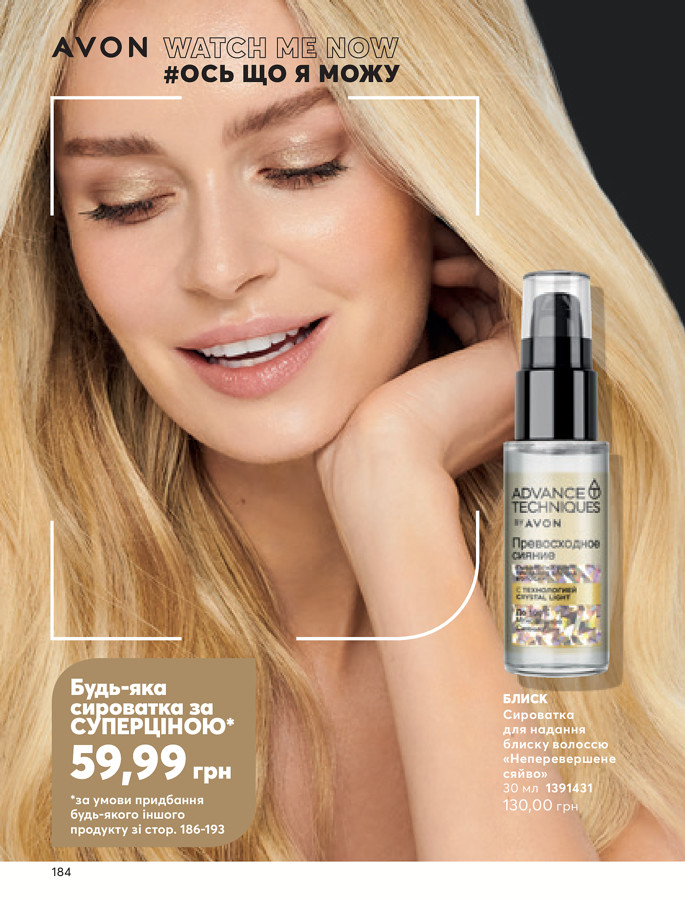 AVON WATCH ME NOW
#ОСЬ ЩО Я МОЖУ
ADVANCE
TECHNIQUES
BY AVON
Превосходное
сияние
С ТЕХНОЛОГИЕЙ
CRYSTAL LIGHT
До 100%
БЛИСК
Сироватка
для надання
блиску волоссю
«Неперевершене
сяйво»
30 мл 1391431
130,00 грн
Будь-яка
сироватка за
СУПЕРЦІНОЮ*
59,99 грн
*за умови придбання
будь-якого іншого
продукту зі стор. 186-193
184